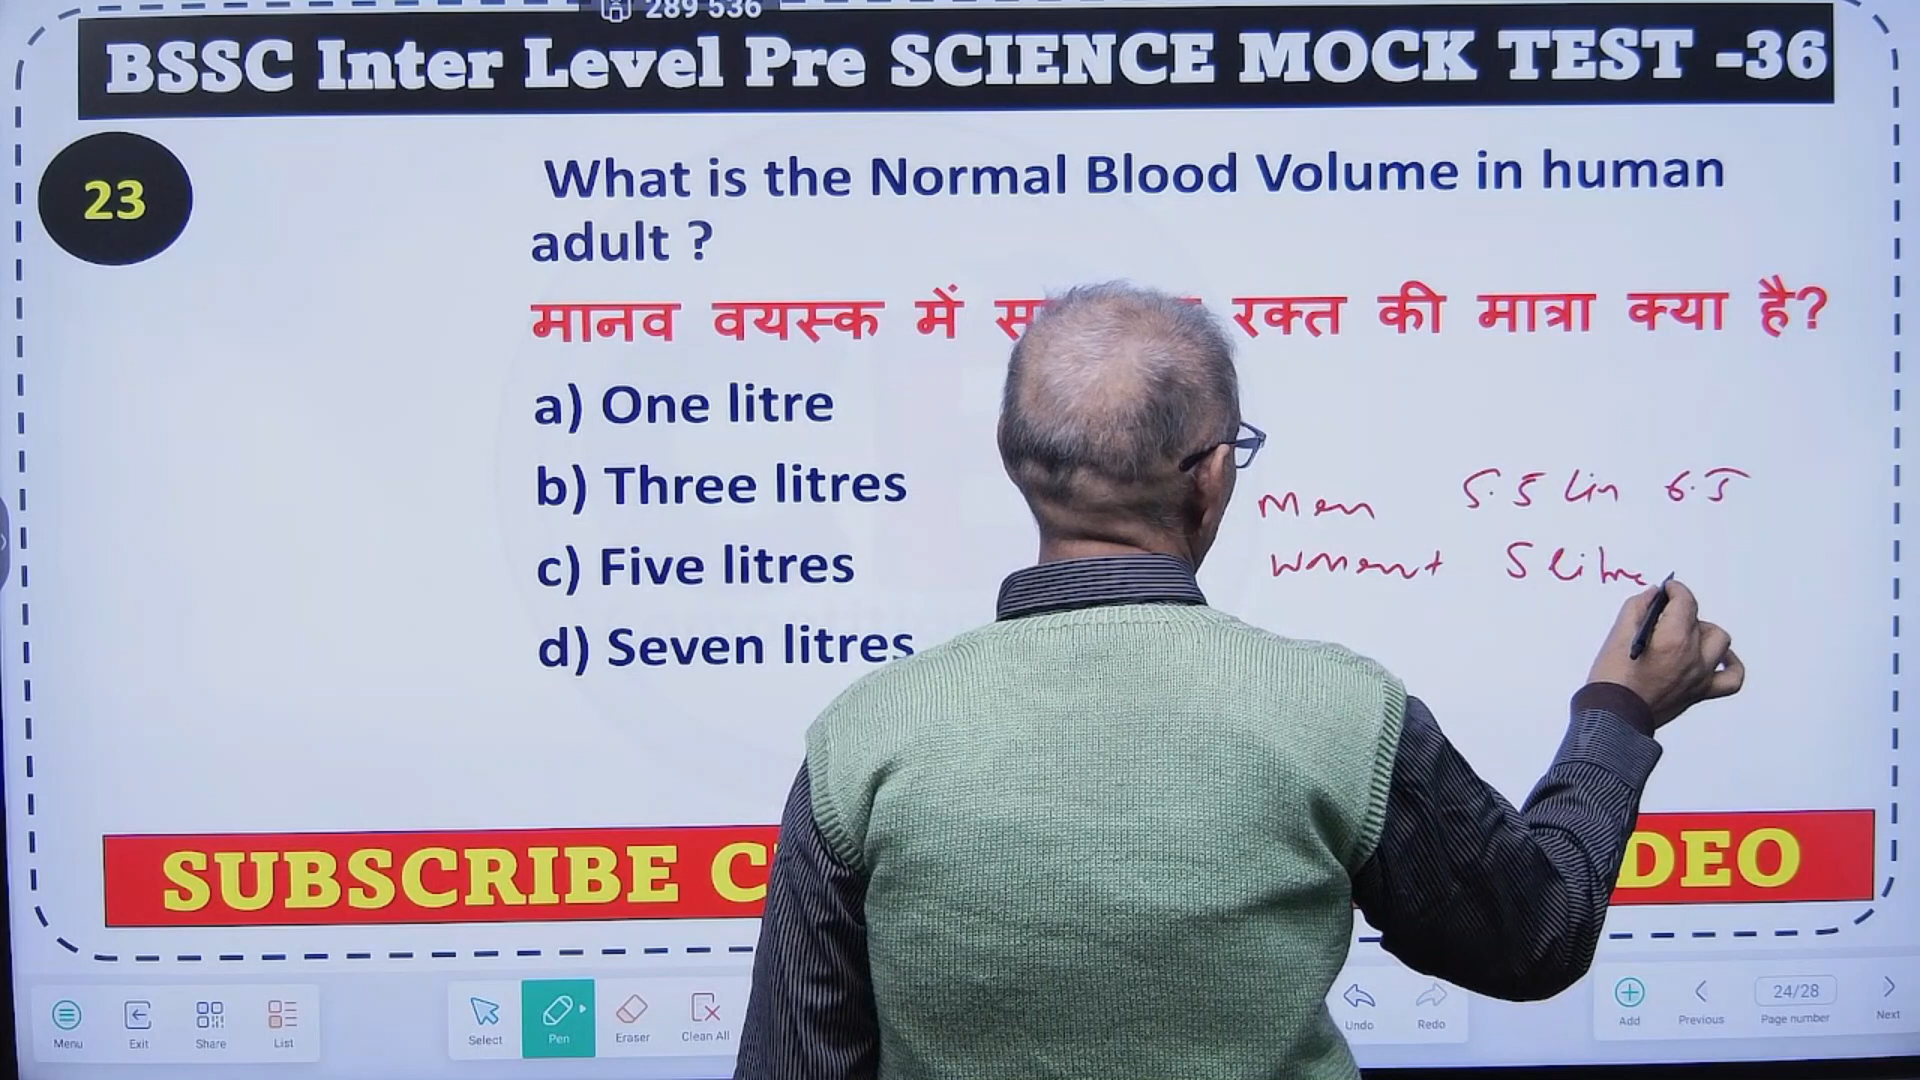 289 536
BSSC Inter Level Pre SCIENCE MOCK TEST -36
23
What is the Normal Blood Volume in human
adult ?
मानव वयस्क में रक्त की मात्रा क्या है?
a) One litre
b) Three litres
c) Five litres
d) Seven litres
Men 5.5 Lin 6.5
5 litre
SUBSCRIBE
Menu
Exit
Share
List
Select
Pen
Eraser
Clean All
Undo
Redo
Add
Previous
24/28
Page number
Next